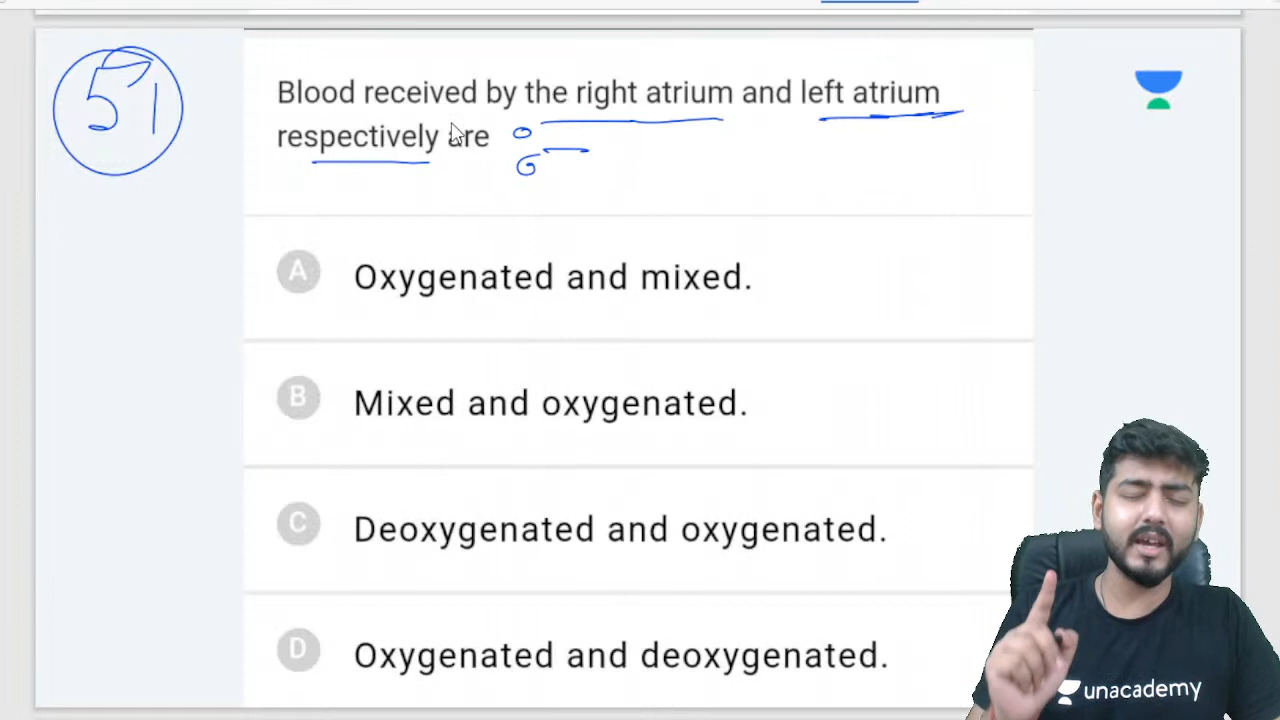 51
Blood received by the right atrium and left atrium
respectively are
A Oxygenated and mixed.
B Mixed and oxygenated.
C Deoxygenated and oxygenated.
D Oxygenated and deoxygenated.
unacademy